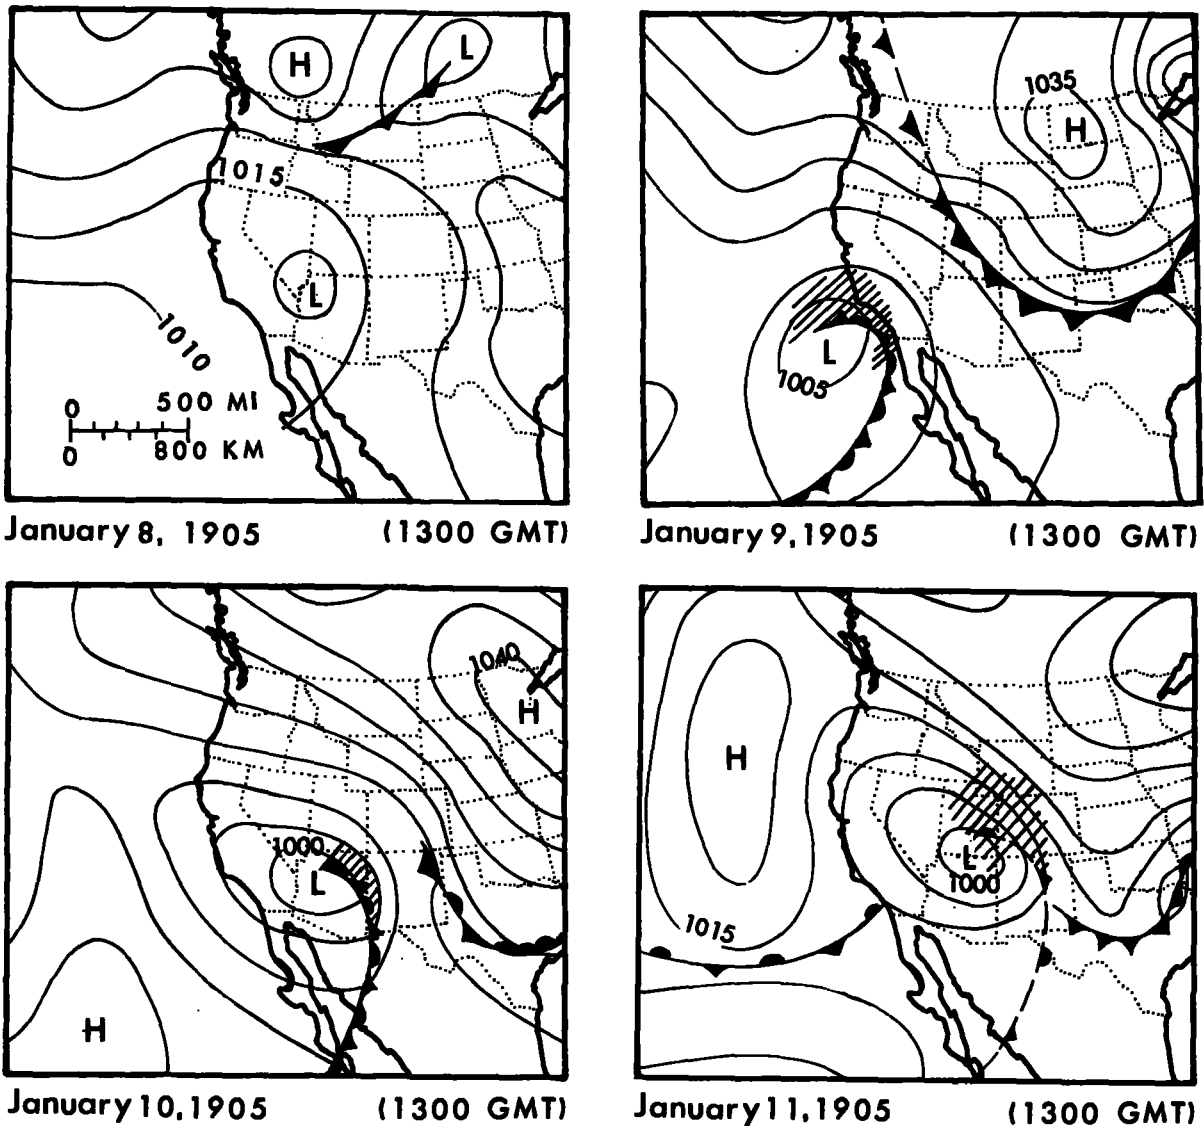 H
L
1015
L
1010
0 500 MI
0 800 KM
January 8, 1905 (1300 GMT)
1035
H
L
1005
January 9, 1905 (1300 GMT)
1040
H
1000
L
H
January 10, 1905 (1300 GMT)
H
L
1000
1015
January 11, 1905 (1300 GMT)